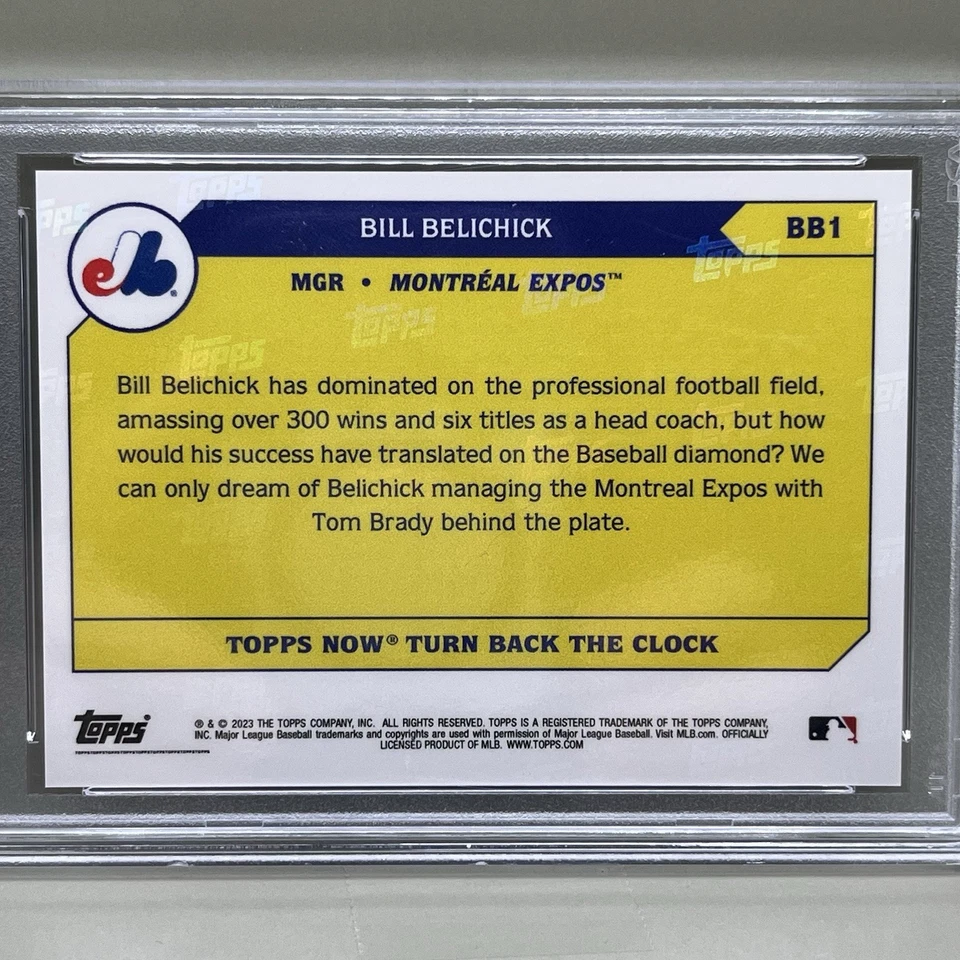 BILL BELICHICK
BB1
MGR • MONTRÉAL EXPOS™
Bill Belichick has dominated on the professional football field,
amassing over 300 wins and six titles as a head coach, but how
would his success have translated on the Baseball diamond? We
can only dream of Belichick managing the Montreal Expos with
Tom Brady behind the plate.
TOPPS NOW® TURN BACK THE CLOCK
topps
® & © 2023 THE TOPPS COMPANY, INC. ALL RIGHTS RESERVED. TOPPS IS A REGISTERED TRADEMARK OF THE TOPPS COMPANY,
INC. Major League Baseball trademarks and copyrights are used with permission of Major League Baseball. Visit MLB.com. OFFICIALLY
LICENSED PRODUCT OF MLB. WWW.TOPPS.COM